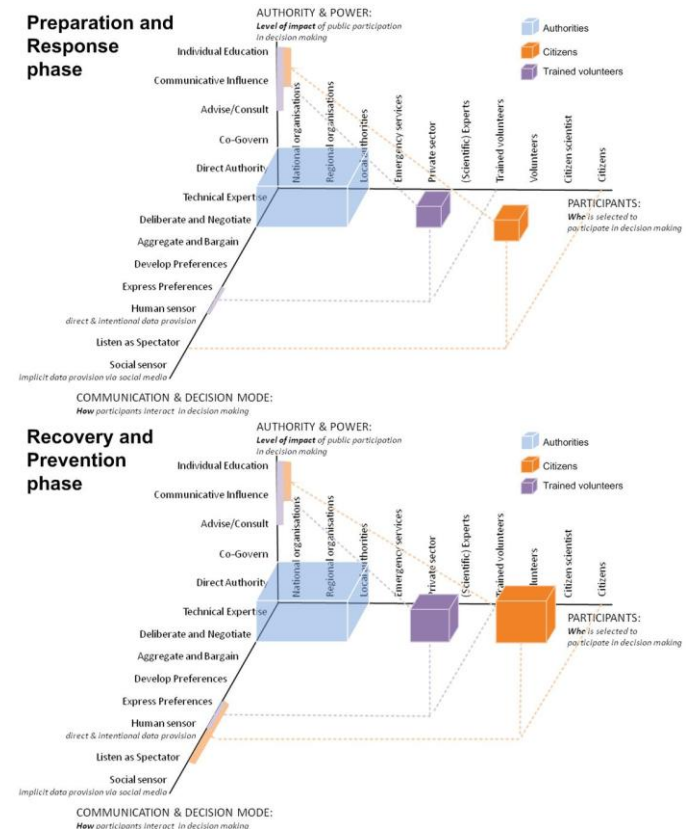 Preparation and
Response
phase
AUTHORITY & POWER:
Level of impact of public participation
in decision making
Authorities
Citizens
Trained volunteers
Individual Education
Communicative Influence
Advise/Consult
Co-Govern
Direct Authority
National organisations
Regional organisations
Local authorities
Emergency services
Private sector
(Scientific) Experts
Trained volunteers
Volunteers
Citizen scientist
Citizens
Technical Expertise
Deliberate and Negotiate
Aggregate and Bargain
Develop Preferences
Express Preferences
Human sensor
direct & intentional data provision
Listen as Spectator
Social sensor
implicit data provision via social media
PARTICIPANTS:
Who is selected to
participate in decision making
COMMUNICATION & DECISION MODE:
How participants interact in decision making
Recovery and
Prevention
phase
AUTHORITY & POWER:
Level of impact of public participation
in decision making
Authorities
Citizens
Trained volunteers
Individual Education
Communicative Influence
Advise/Consult
Co-Govern
Direct Authority
National organisations
Regional organisations
Local authorities
Emergency services
Private sector
(Scientific) Experts
Trained volunteers
lunteers
Citizen scientist
Citizens
Technical Expertise
Deliberate and Negotiate
Aggregate and Bargain
Develop Preferences
Express Preferences
Human sensor
direct & intentional data provision
Listen as Spectator
Social sensor
implicit data provision via social media
PARTICIPANTS:
Who is selected to
participate in decision making
COMMUNICATION & DECISION MODE:
How participants interact in decision making